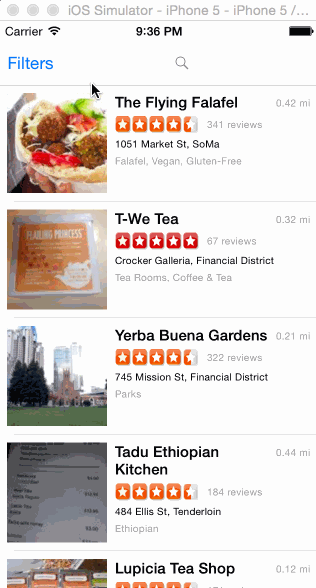 iOS Simulator - iPhone 5 - iPhone 5 /...
Carrier 9:36 PM
Filters
The Flying Falafel 0.42 mi
341 reviews
1051 Market St, SoMa
Falafel, Vegan, Gluten-Free
T-We Tea 0.32 mi
FLAILING PRINCESS
67 reviews
Crocker Galleria, Financial District
Tea Rooms, Coffee & Tea
Yerba Buena Gardens 0.21 mi
322 reviews
745 Mission St, Financial District
Parks
Tadu Ethiopian 0.44 mi
Kitchen
184 reviews
484 Ellis St, Tenderloin
Ethiopian
Lupicia Tea Shop 0.12 mi